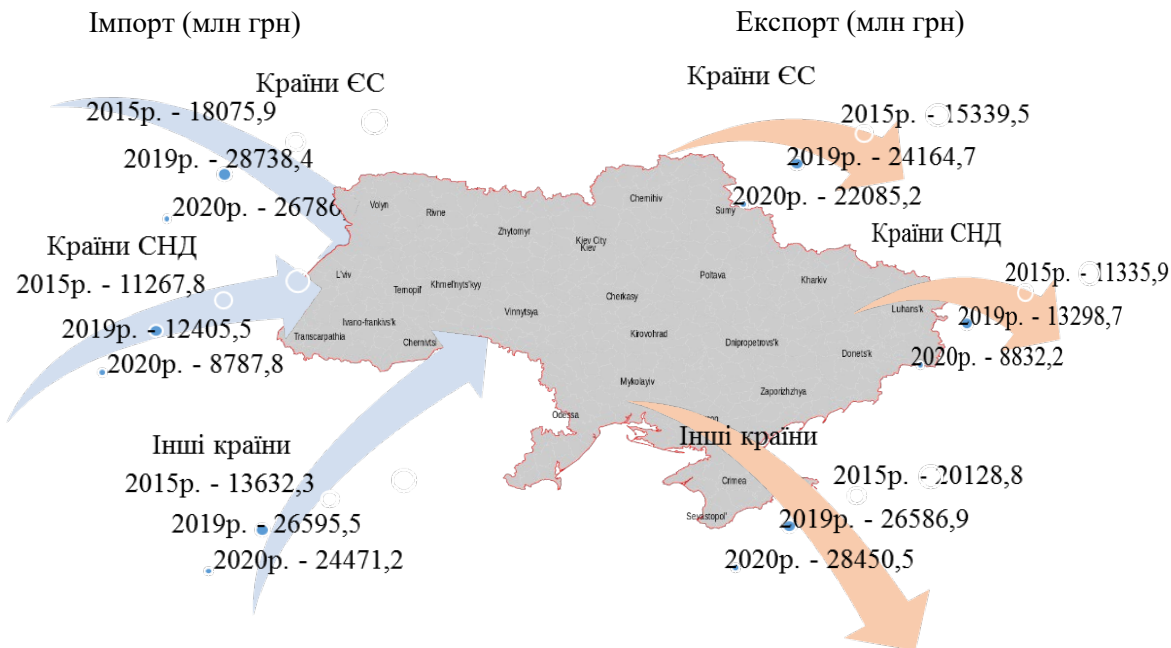 Імпорт (млн грн)
Експорт (млн грн)
Країни ЄС
2015р. - 18075,9
2019р. - 28738,4
2020р. - 26786
Країни СНД
2015р. - 11267,8
2019р. - 12405,5
2020р. - 8787,8
Інші країни
2015р. - 13632,3
2019р. - 26595,5
2020р. - 24471,2
Країни ЄС
2015р. - 15339,5
2019р. - 24164,7
2020р. - 22085,2
Країни СНД
2015р. - 11335,9
2019р. - 13298,7
2020р. - 8832,2
Інші країни
2015р. - 20128,8
2019р. - 26586,9
2020р. - 28450,5
Volyn
Rivne
Zhytomyr
Kiev City
Kiev
Chernihiv
Sumy
L'viv
Ternopil'
Khmel'nyts'kyy
Vinnytsya
Cherkasy
Poltava
Kharkiv
Luhans'k
Transcarpathia
Ivano-frankivs'k
Chernivtsi
Kirovohrad
Dnipropetrovs'k
Donets'k
Mykolayiv
Zaporizhzhya
Odessa
Crimea
Sevastopol'